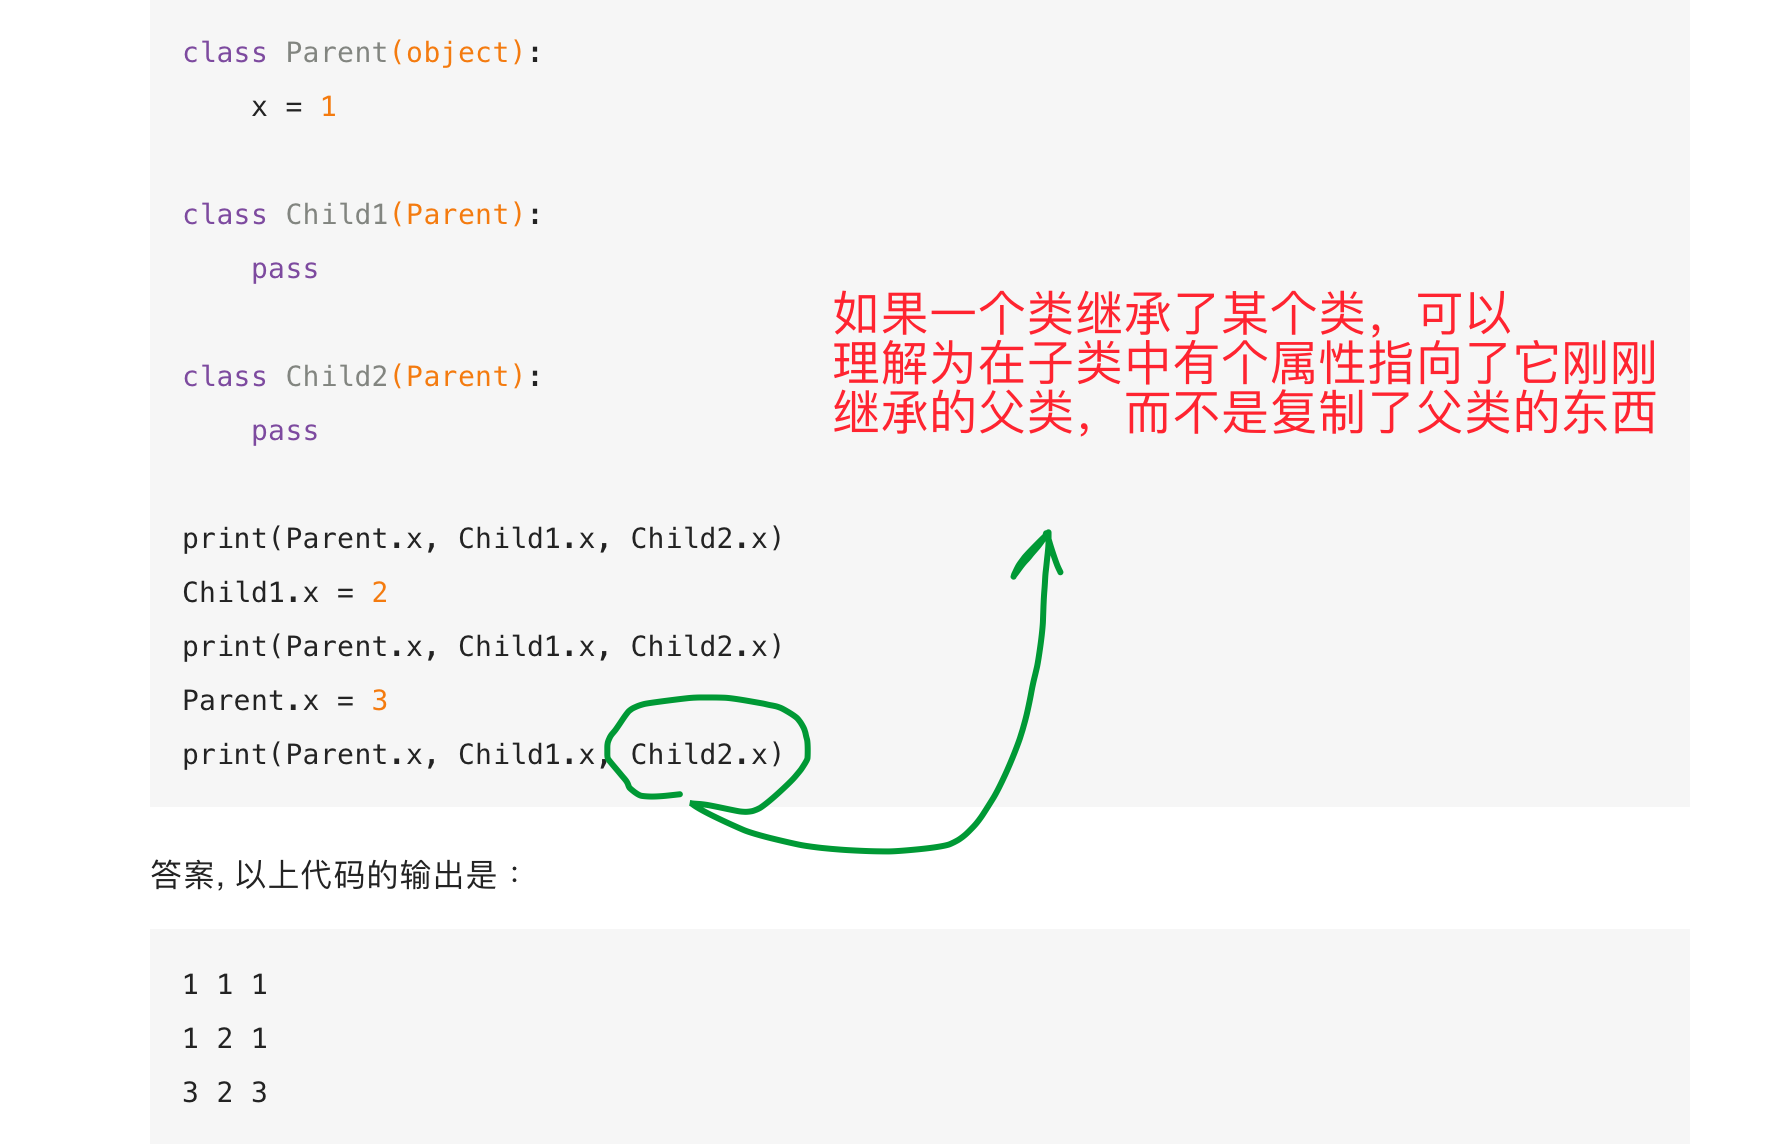 class Parent(object):
    x = 1
class Child1(Parent):
    pass
class Child2(Parent):
    pass
如果一个类继承了某个类，可以
理解为在子类中有个属性指向了它刚刚
继承的父类，而不是复制了父类的东西
print(Parent.x, Child1.x, Child2.x)
Child1.x = 2
print(Parent.x, Child1.x, Child2.x)
Parent.x = 3
print(Parent.x, Child1.x, Child2.x)
答案, 以上代码的输出是：
1 1 1
1 2 1
3 2 3